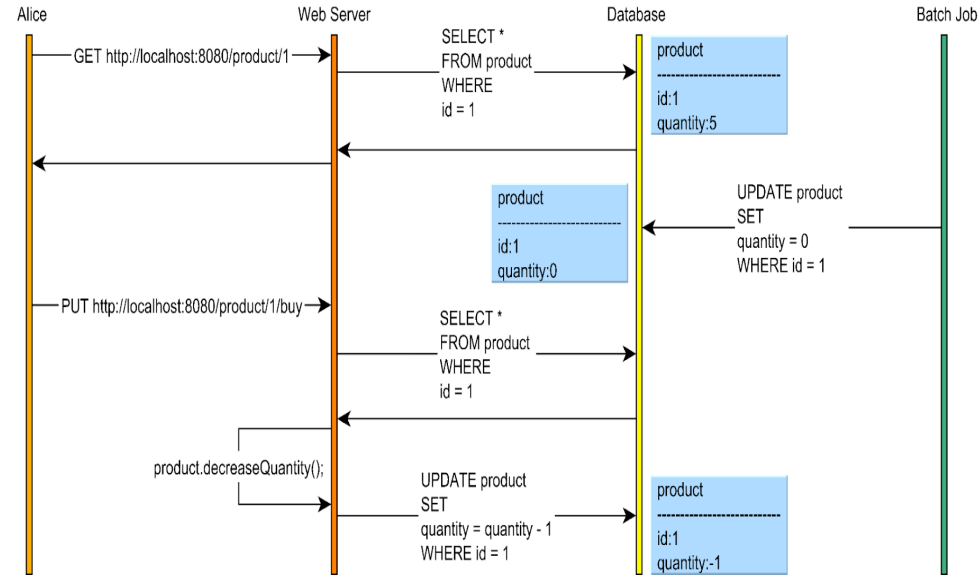 Alice
Web Server
Database
Batch Job
GET http://localhost:8080/product/1
SELECT *
FROM product
WHERE
id = 1
product
------------------------------
id:1
quantity:5
UPDATE product
SET
quantity = 0
WHERE id = 1
product
------------------------------
id:1
quantity:0
PUT http://localhost:8080/product/1/buy
SELECT *
FROM product
WHERE
id = 1
product.decreaseQuantity();
UPDATE product
SET
quantity = quantity - 1
WHERE id = 1
product
------------------------------
id:1
quantity:-1